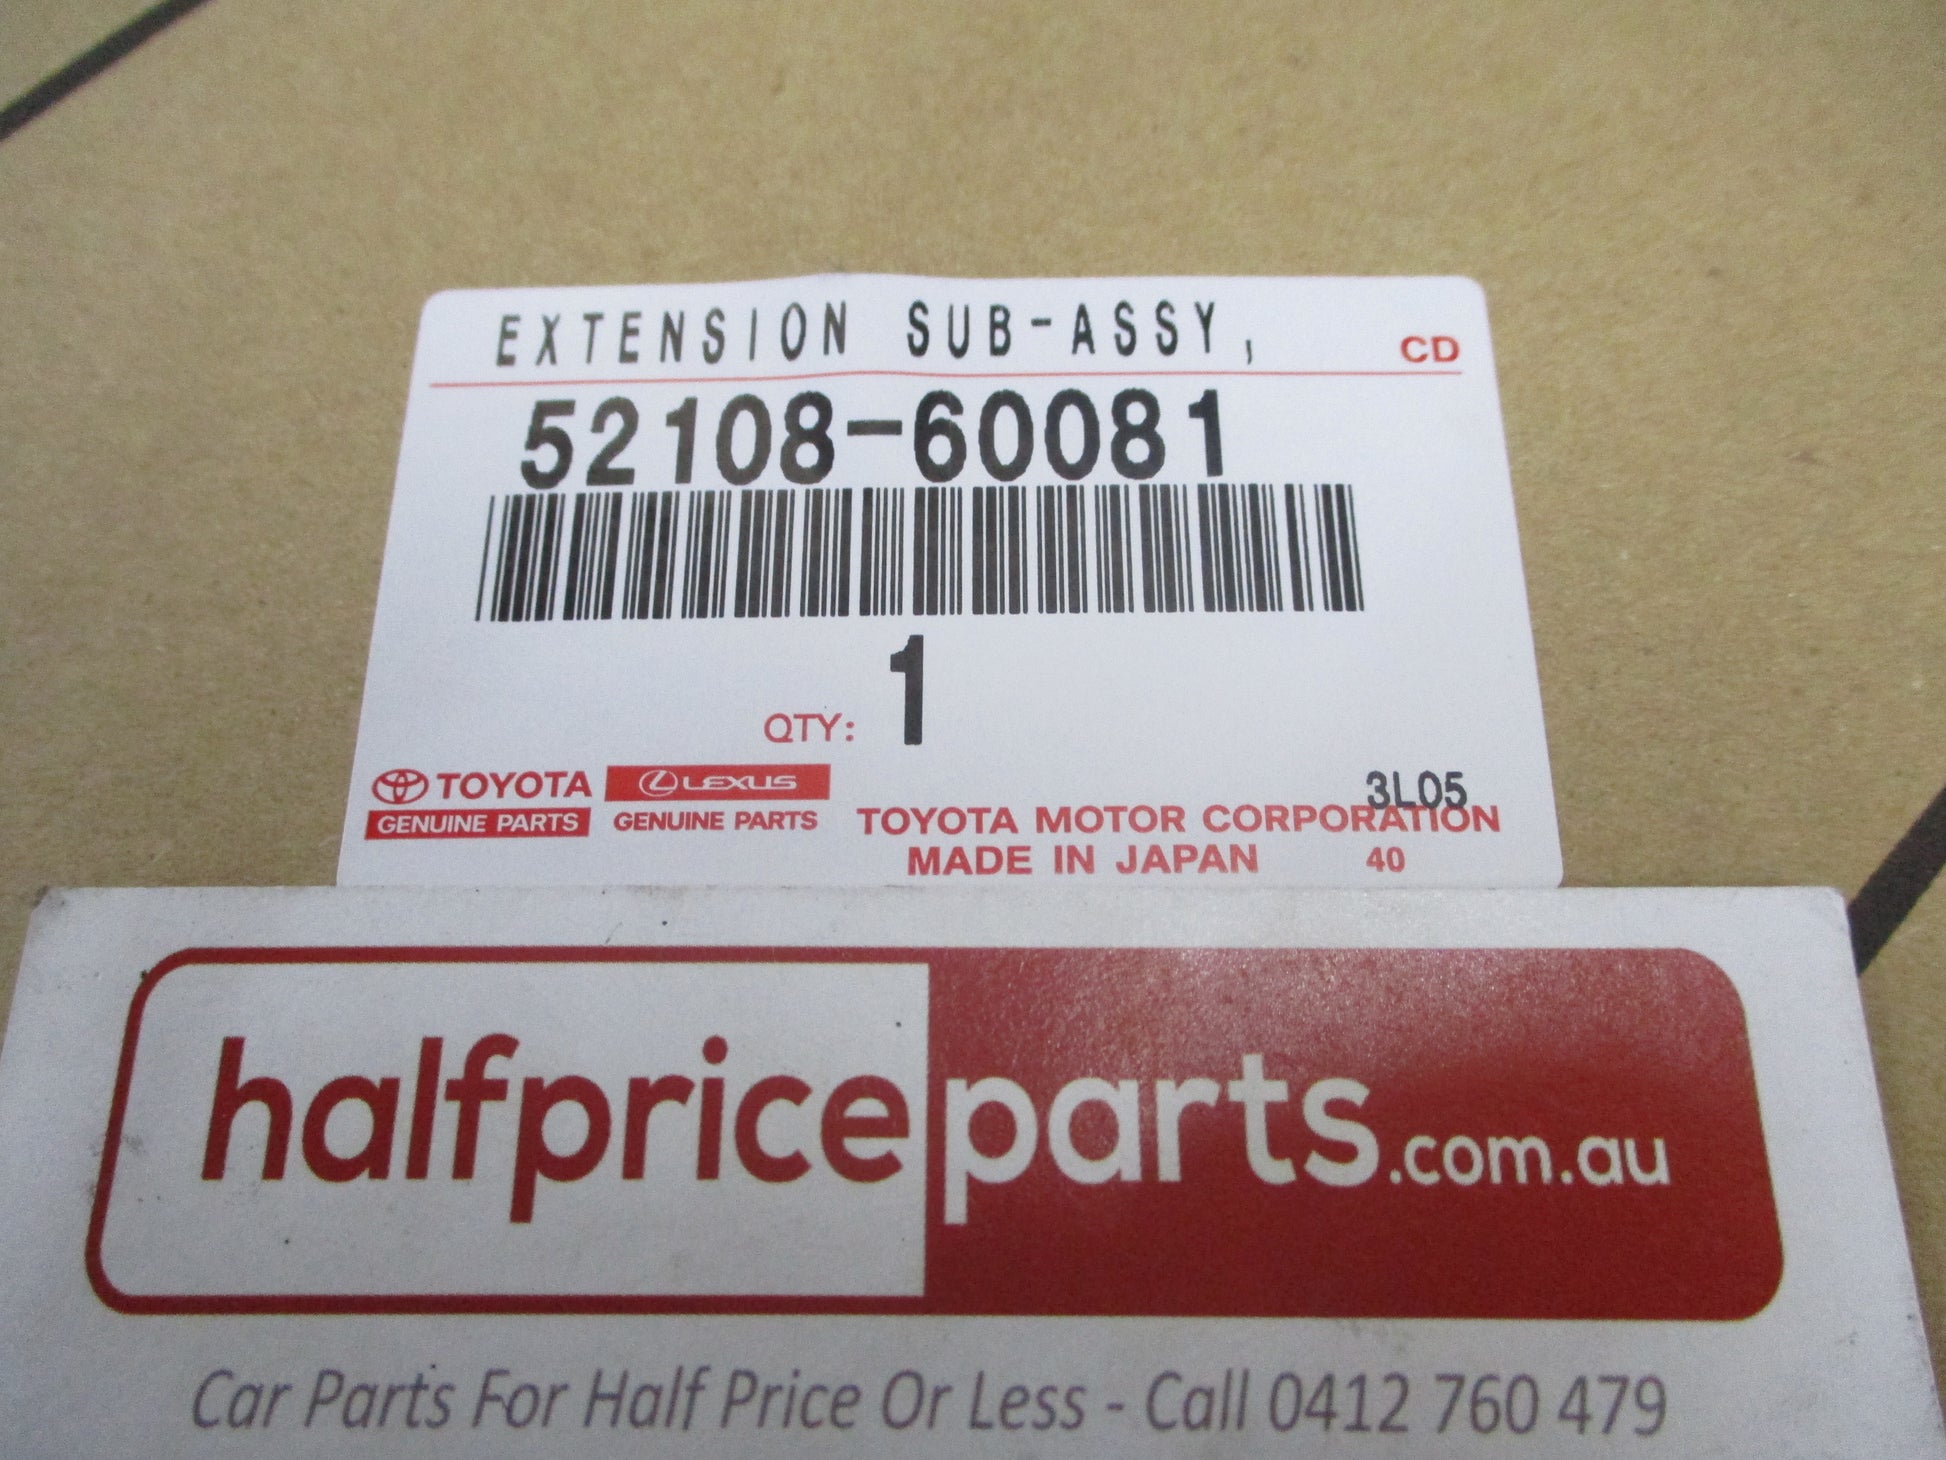 EXTENSION SUB-ASSY, CD
52108-60081
QTY: 1
TOYOTA LEXUS 3L05
GENUINE PARTS GENUINE PARTS TOYOTA MOTOR CORPORATION
MADE IN JAPAN 40
halfpriceparts.com.au
Car Parts For Half Price Or Less - Call 0412 760 479